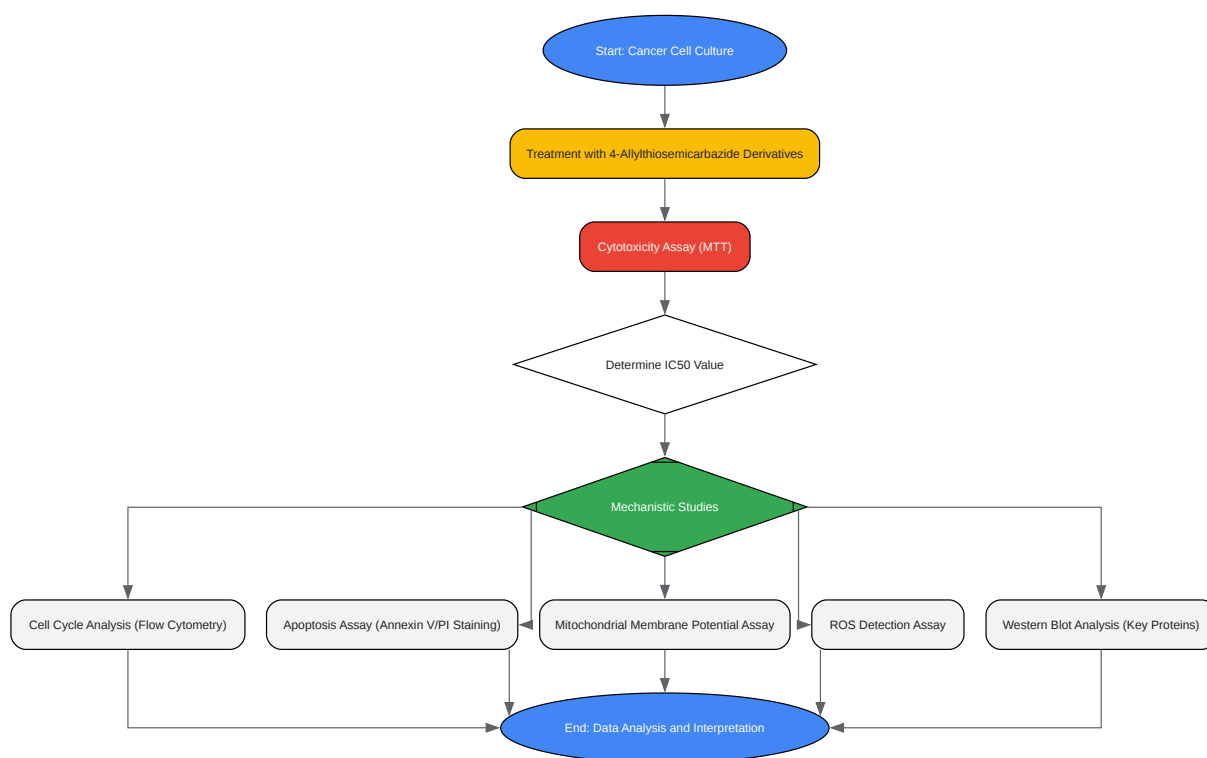 Start: Cancer Cell Culture
Treatment with 4-Allylthiosemicarbazide Derivatives
Cytotoxicity Assay (MTT)
Determine IC50 Value
Mechanistic Studies
Cell Cycle Analysis (Flow Cytometry)
Apoptosis Assay (Annexin V/PI Staining)
Mitochondrial Membrane Potential Assay
ROS Detection Assay
Western Blot Analysis (Key Proteins)
End: Data Analysis and Interpretation